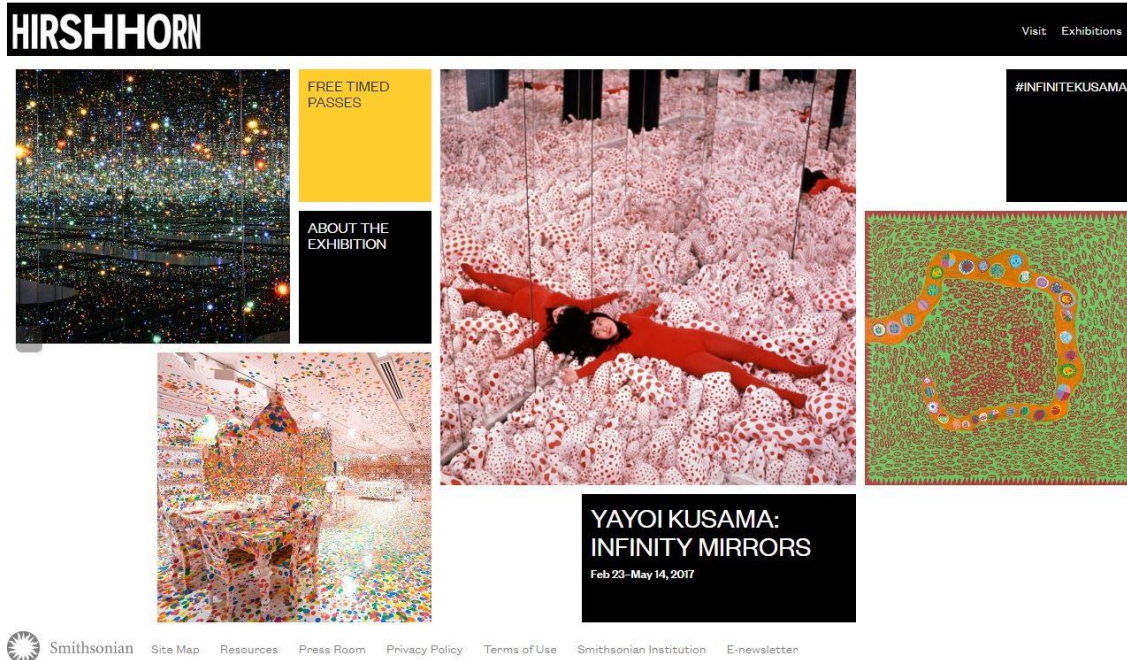 HIRSHHORN
Visit Exhibitions
FREE TIMED
PASSES
#INFINITEKUSAMA
ABOUT THE
EXHIBITION
YAYOI KUSAMA:
INFINITY MIRRORS
Feb 23–May 14, 2017
Smithsonian Site Map Resources Press Room Privacy Policy Terms of Use Smithsonian Institution E-newsletter